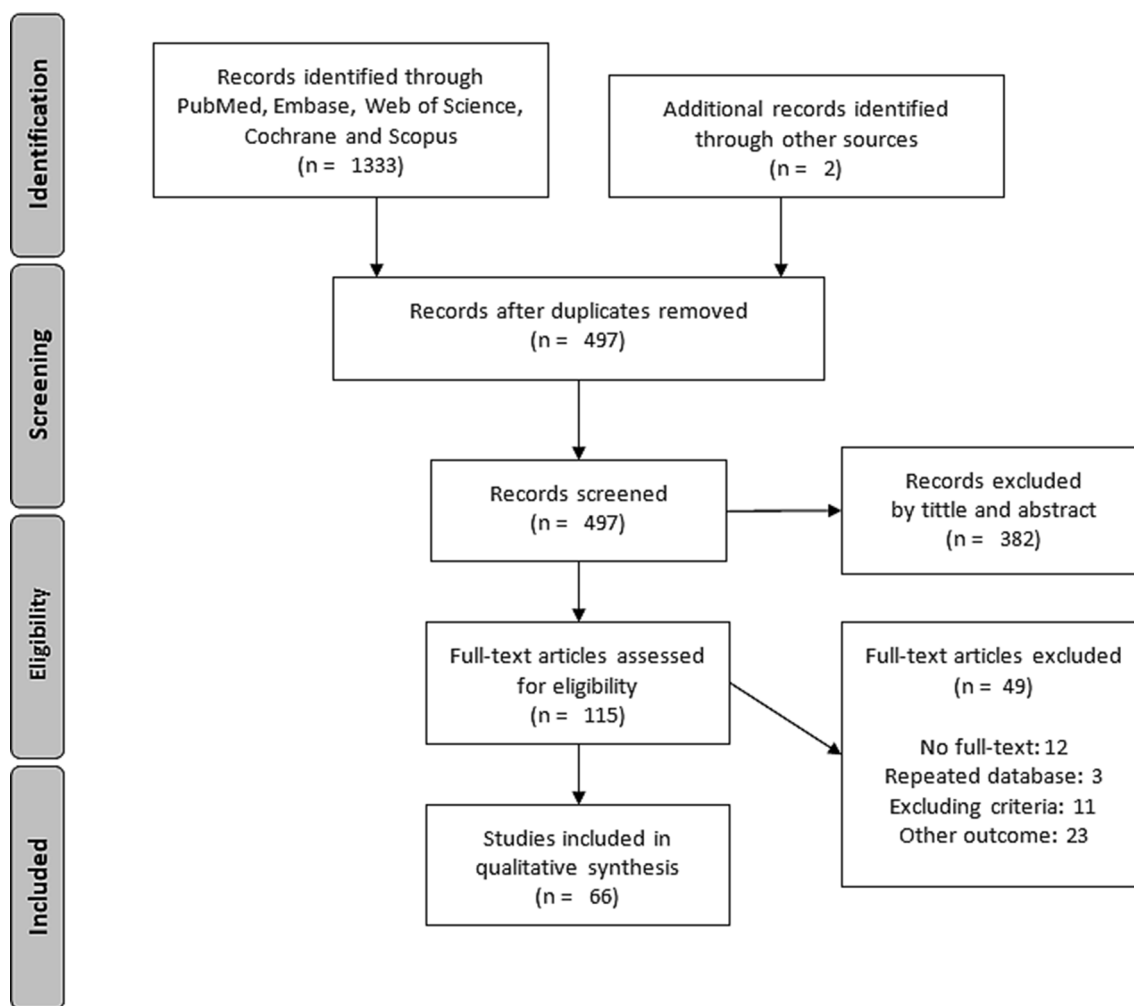 Identification
Records identified through
PubMed, Embase, Web of Science,
Cochrane and Scopus
(n = 1333)
Additional records identified
through other sources
(n = 2)
Screening
Records after duplicates removed
(n = 497)
Records screened
(n = 497)
Records excluded
by tittle and abstract
(n = 382)
Eligibility
Full-text articles assessed
for eligibility
(n = 115)
Full-text articles excluded
(n = 49)
No full-text: 12
Repeated database: 3
Excluding criteria: 11
Other outcome: 23
Included
Studies included in
qualitative synthesis
(n = 66)